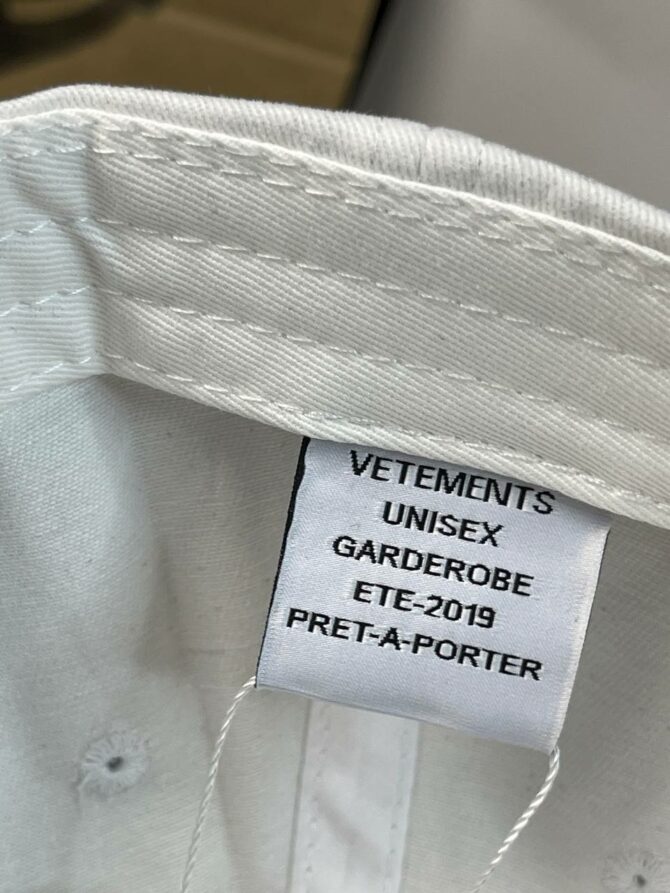 VETEMENTS
UNISEX
GARDEROBE
ETE-2019
PRET-A-PORTER